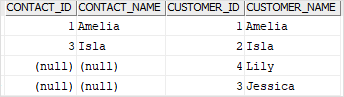 CONTACT_ID CONTACT_NAME CUSTOMER_ID CUSTOMER_NAME
1 Amelia 1 Amelia
3 Isla 2 Isla
(null) (null) 4 Lily
(null) (null) 3 Jessica